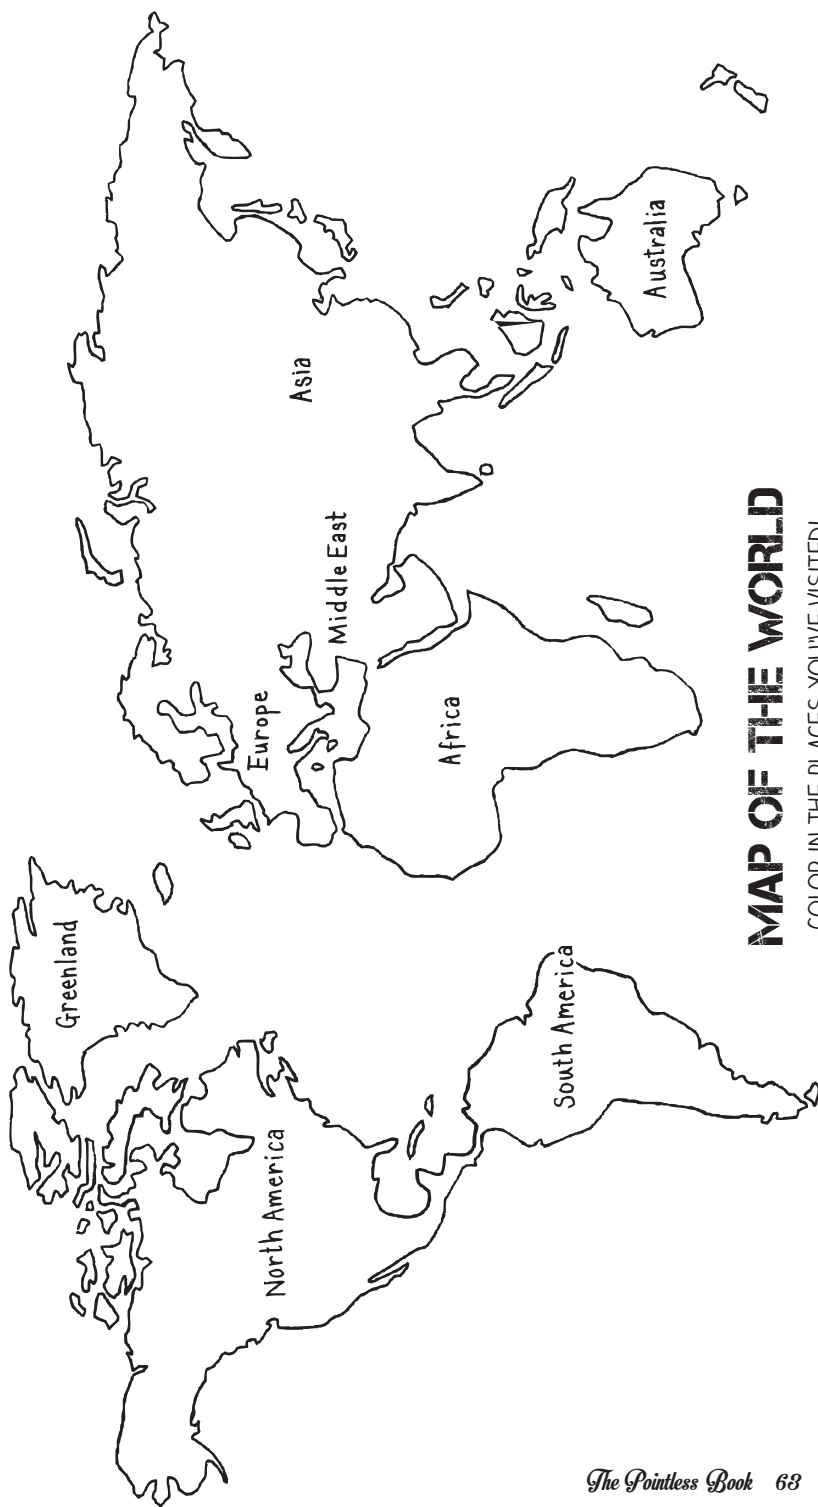 Greenland
North America
South America
Europe
Africa
Middle East
Asia
Australia
MAP OF THE WORLD
COLOR IN THE PLACES YOU'VE VISITED!
The Pointless Book 63